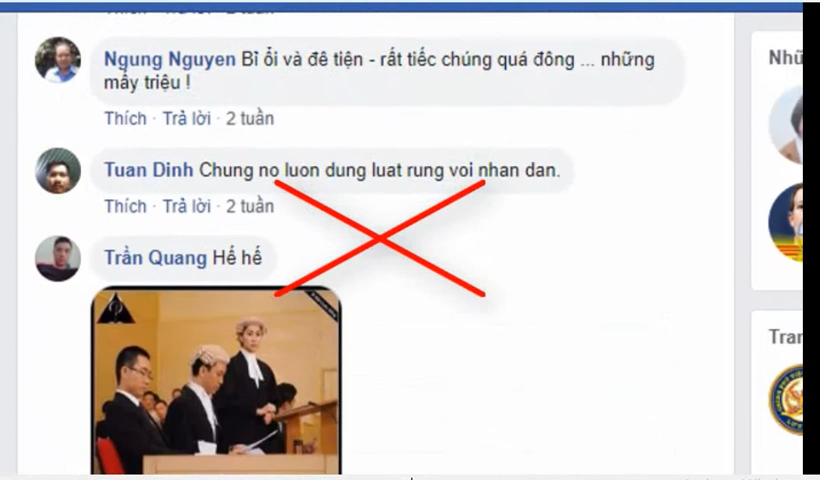 Ngung Nguyen Bỉ ổi và đê tiện - rất tiếc chúng quá đông ... những
mấy triệu !
Thích · Trả lời · 2 tuần
Tuan Dinh Chung no luon dung luat rung voi nhan dan.
Thích · Trả lời · 2 tuần
Trần Quang Hế hế
Nhữ
Tran